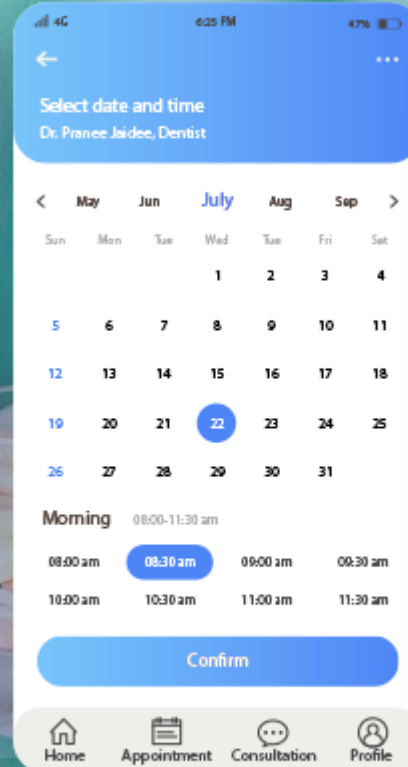 4G 6:25 PM 47%
Select date and time
Dr. Pranee Jaidee, Dentist
< May Jun July Aug Sep >
Sun Mon Tue Wed Tue Fri Sat
1 2 3 4
5 6 7 8 9 10 11
12 13 14 15 16 17 18
19 20 21 22 23 24 25
26 27 28 29 30 31
Morning 08:00-11:30 am
08:00 am 08:30 am 09:00 am 09:30 am
10:00 am 10:30 am 11:00 am 11:30 am
Confirm
Home Appointment Consultation Profile